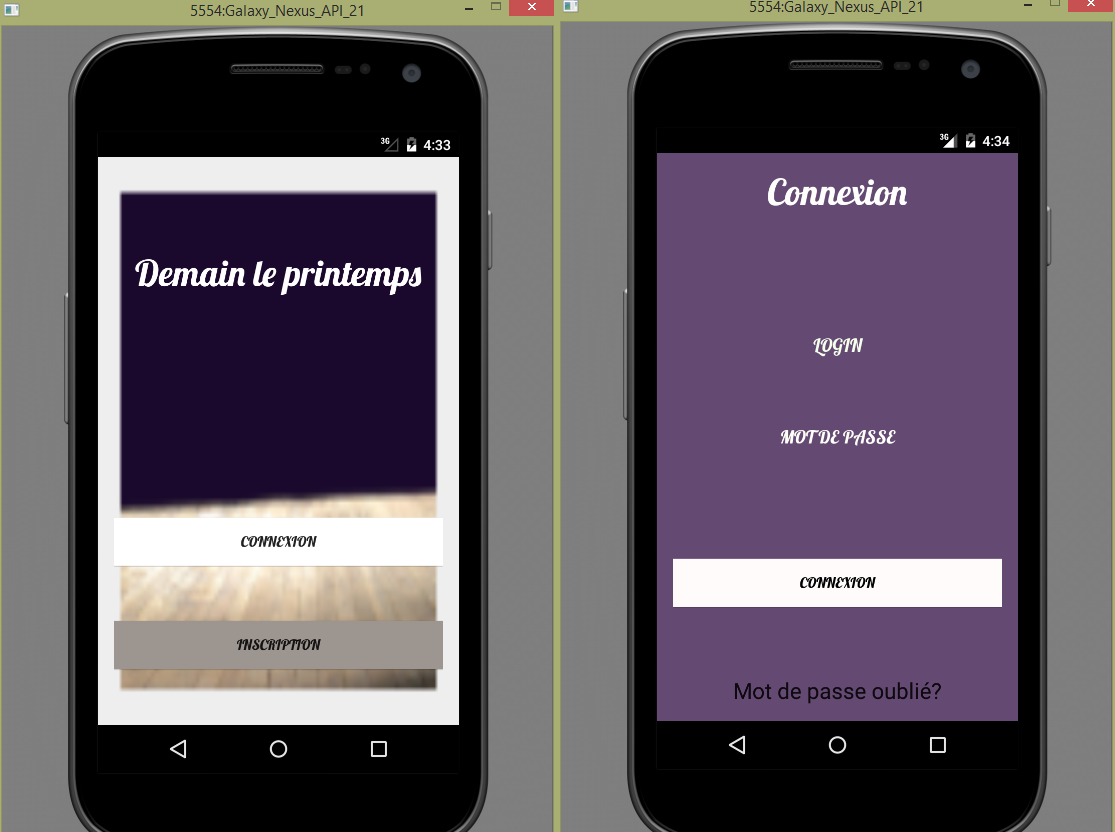 5554:Galaxy_Nexus_API_21
3G 4:33
Demain le printemps
CONNEXION
INSCRIPTION
5554:Galaxy_Nexus_API_21
3G 4:34
Connexion
LOGIN
MOT DE PASSE
CONNEXION
Mot de passe oublié?